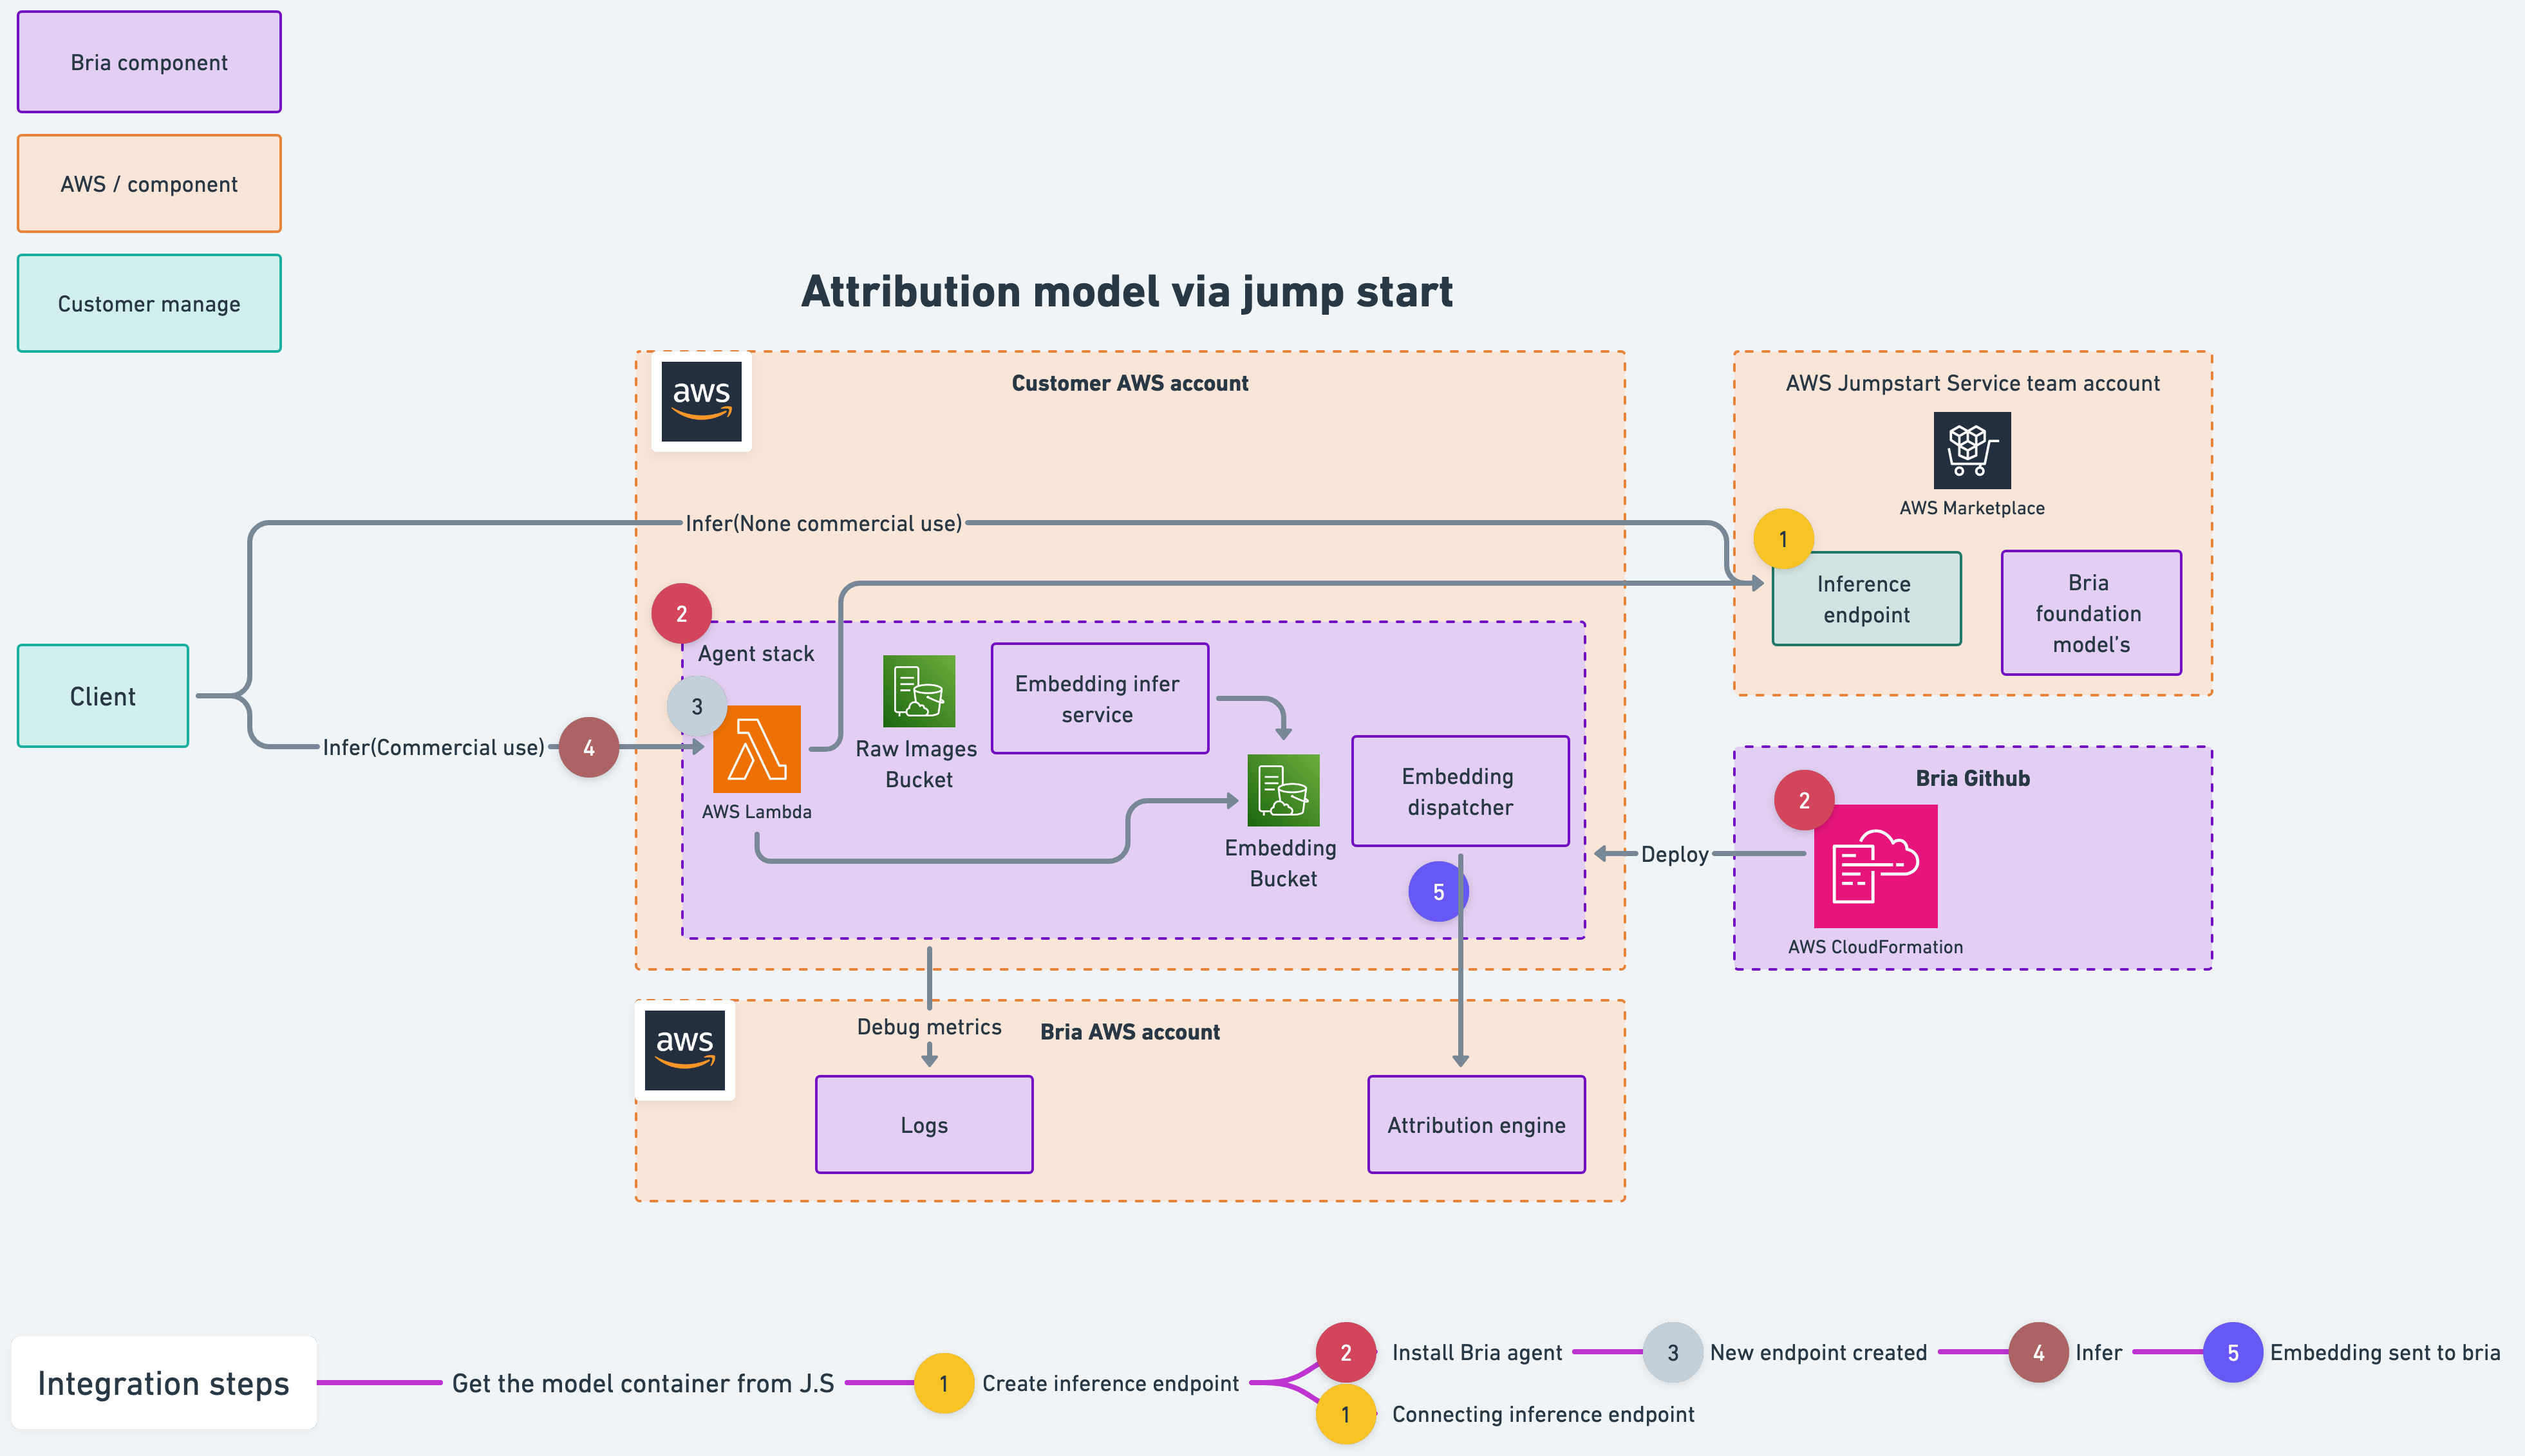 Bria component
AWS / component
Customer manage
Attribution model via jump start
aws
Customer AWS account
AWS Jumpstart Service team account
AWS Marketplace
Infer(None commercial use)
1
Inference
endpoint
Bria
foundation
model's
2
Agent stack
3
Client
Infer(Commercial use)
4
AWS Lambda
Raw Images
Bucket
Embedding infer
service
Embedding
Bucket
Embedding
dispatcher
5
Deploy
Bria Github
2
AWS CloudFormation
aws
Debug metrics
Bria AWS account
Logs
Attribution engine
Integration steps
Get the model container from J.S
1
Create inference endpoint
2
Install Bria agent
3
New endpoint created
4
Infer
5
Embedding sent to bria
1
Connecting inference endpoint